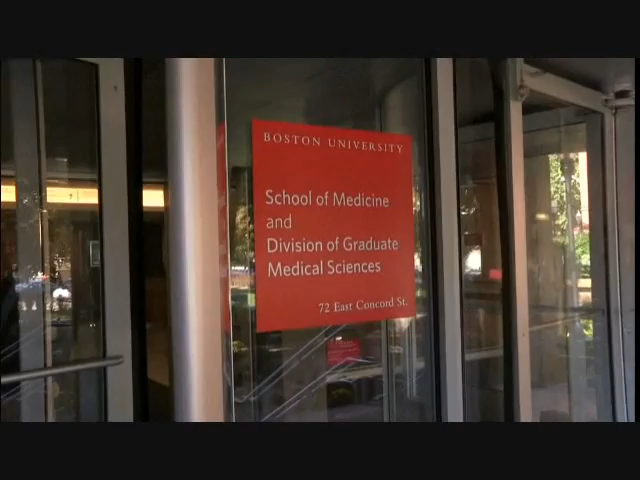 BOSTON UNIVERSITY
School of Medicine
and
Division of Graduate
Medical Sciences
72 East Concord St.